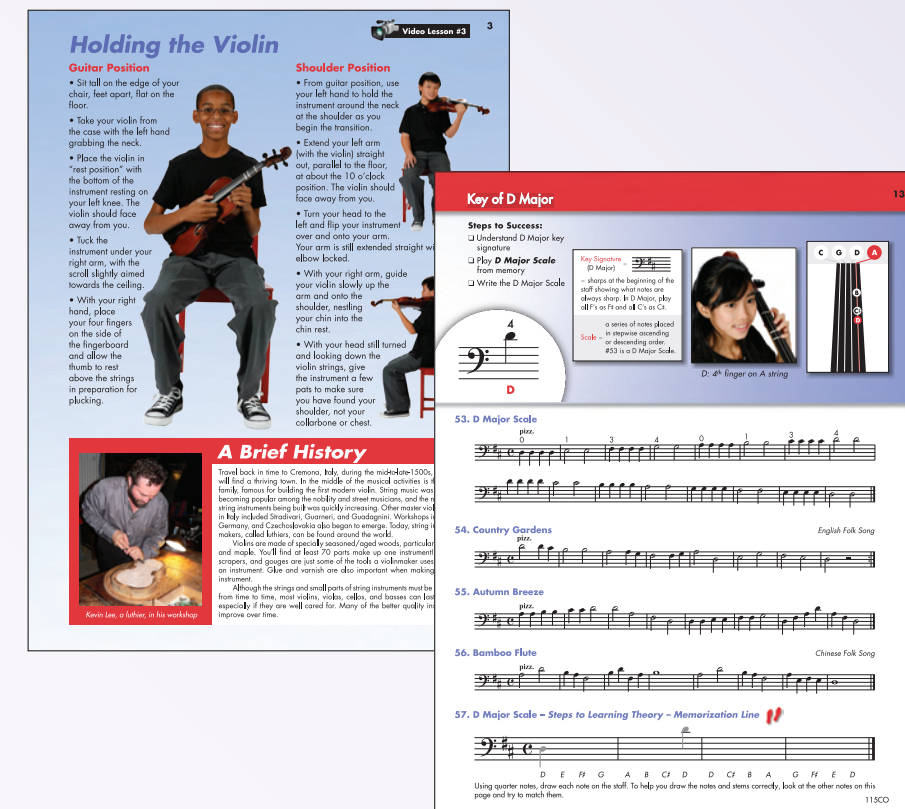 Video Lesson #3
3
Holding the Violin
Guitar Position
• Sit tall on the edge of your
chair, feet apart, flat on the
floor.
• Take your violin from
the case with the left hand
grabbing the neck.
• Place the violin in
"rest position" with
the bottom of the
instrument resting on
your left knee. The
violin should face
away from you.
• Tuck the
instrument under your
right arm, with the
scroll slightly aimed
towards the ceiling.
• With your right
hand, place
your four fingers
on the side of
the fingerboard
and allow the
thumb to rest
above the strings
in preparation for
plucking.
Shoulder Position
• From guitar position, use
your left hand to hold the
instrument around the neck
at the shoulder as you
begin the transition.
• Extend your left arm
(with the violin) straight
out, parallel to the floor,
at about the 10 o'clock
position. The violin should
face away from you.
• Turn your head to the
left and flip your instrument
over and onto your arm.
Your arm is still extended straight wi
elbow locked.
• With your right arm, guide
your violin slowly up the
arm and onto the
shoulder, nestling
your chin into the
chin rest.
• With your head still turned
and looking down the
violin strings, give
the instrument a few
pats to make sure
you have found your
shoulder, not your
collarbone or chest.
A Brief History
Travel back in time to Cremona, Italy, during the mid-to-late-1500s,
will find a thriving town. In the middle of the musical activities is t
family, famous for building the first modern violin. String music was
becoming popular among the nobility and street musicians, and the n
string instruments being built was quickly increasing. Other master viol
in Italy included Stradivari, Guarneri, and Guadagnini. Workshops i
Germany, and Czechoslovakia also began to emerge. Today, string i
makers, called luthiers, can be found around the world.
Violins are made of specially seasoned/aged woods, particular
and maple. You'll find at least 70 parts make up one instrument!
scrapers, and gouges are just some of the tools a violinmaker uses
an instrument. Glue and varnish are also important when making
instrument.
Although the strings and small parts of string instruments must be
from time to time, most violins, violas, cellos, and basses can last
especially if they are well cared for. Many of the better quality ins
improve over time.
Kevin Lee, a luthier, in his workshop
Key of D Major
13
Steps to Success:
❏ Understand D Major key
signature
❏ Play D Major Scale
from memory
❏ Write the D Major Scale
Key Signature
(D Major) =
– sharps at the beginning of the
staff showing what notes are
always sharp. In D Major, play
all F's as F♯ and all C's as C♯.
Scale – a series of notes placed
in stepwise ascending
or descending order.
#53 is a D Major Scale.
4
D
C G D A
B
C♯
D
D: 4th finger on A string
53. D Major Scale
pizz.
0 1 3 4 0 1 3 4
54. Country Gardens
English Folk Song
pizz.
55. Autumn Breeze
pizz.
56. Bamboo Flute
Chinese Folk Song
pizz.
57. D Major Scale – Steps to Learning Theory – Memorization Line
D E F♯ G A B C♯ D D C♯ B A G F♯ E D
Using quarter notes, draw each note on the staff. To help you draw the notes and stems correctly, look at the other notes on this
page and try to match them.
115CO